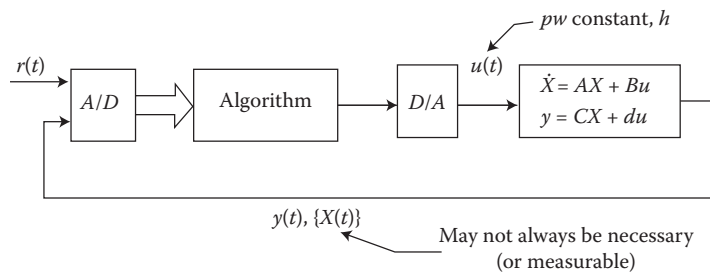 pw constant, h
r(t)
u(t)
A/D
Algorithm
D/A
Ẋ = AX + Bu
y = CX + du
y(t), {X(t)}
May not always be necessary
(or measurable)